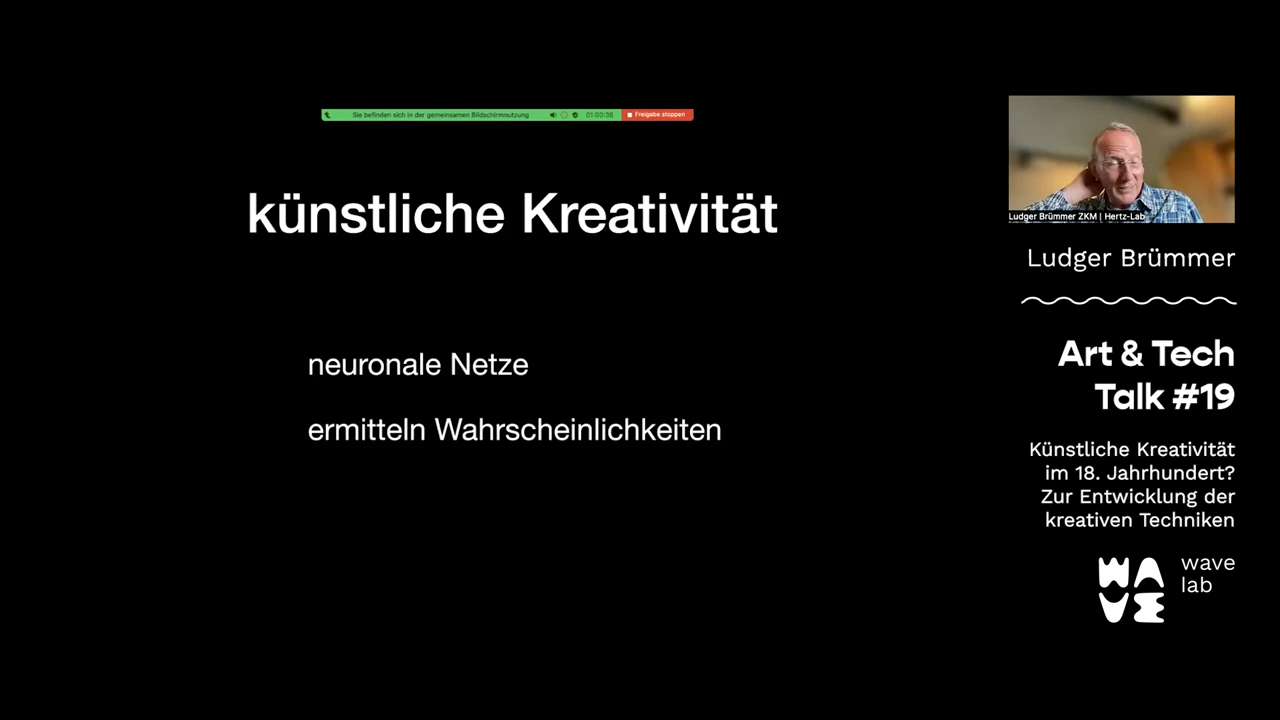 Sie befinden sich in der gemeinsamen Bildschirmnutzung
01:00:36
Freigabe stoppen
künstliche Kreativität
neuronale Netze
ermitteln Wahrscheinlichkeiten
Ludger Brümmer ZKM | Hertz-Lab
Ludger Brümmer
Art & Tech
Talk #19
Künstliche Kreativität
im 18. Jahrhundert?
Zur Entwicklung der
kreativen Techniken
WAVE
wave
lab